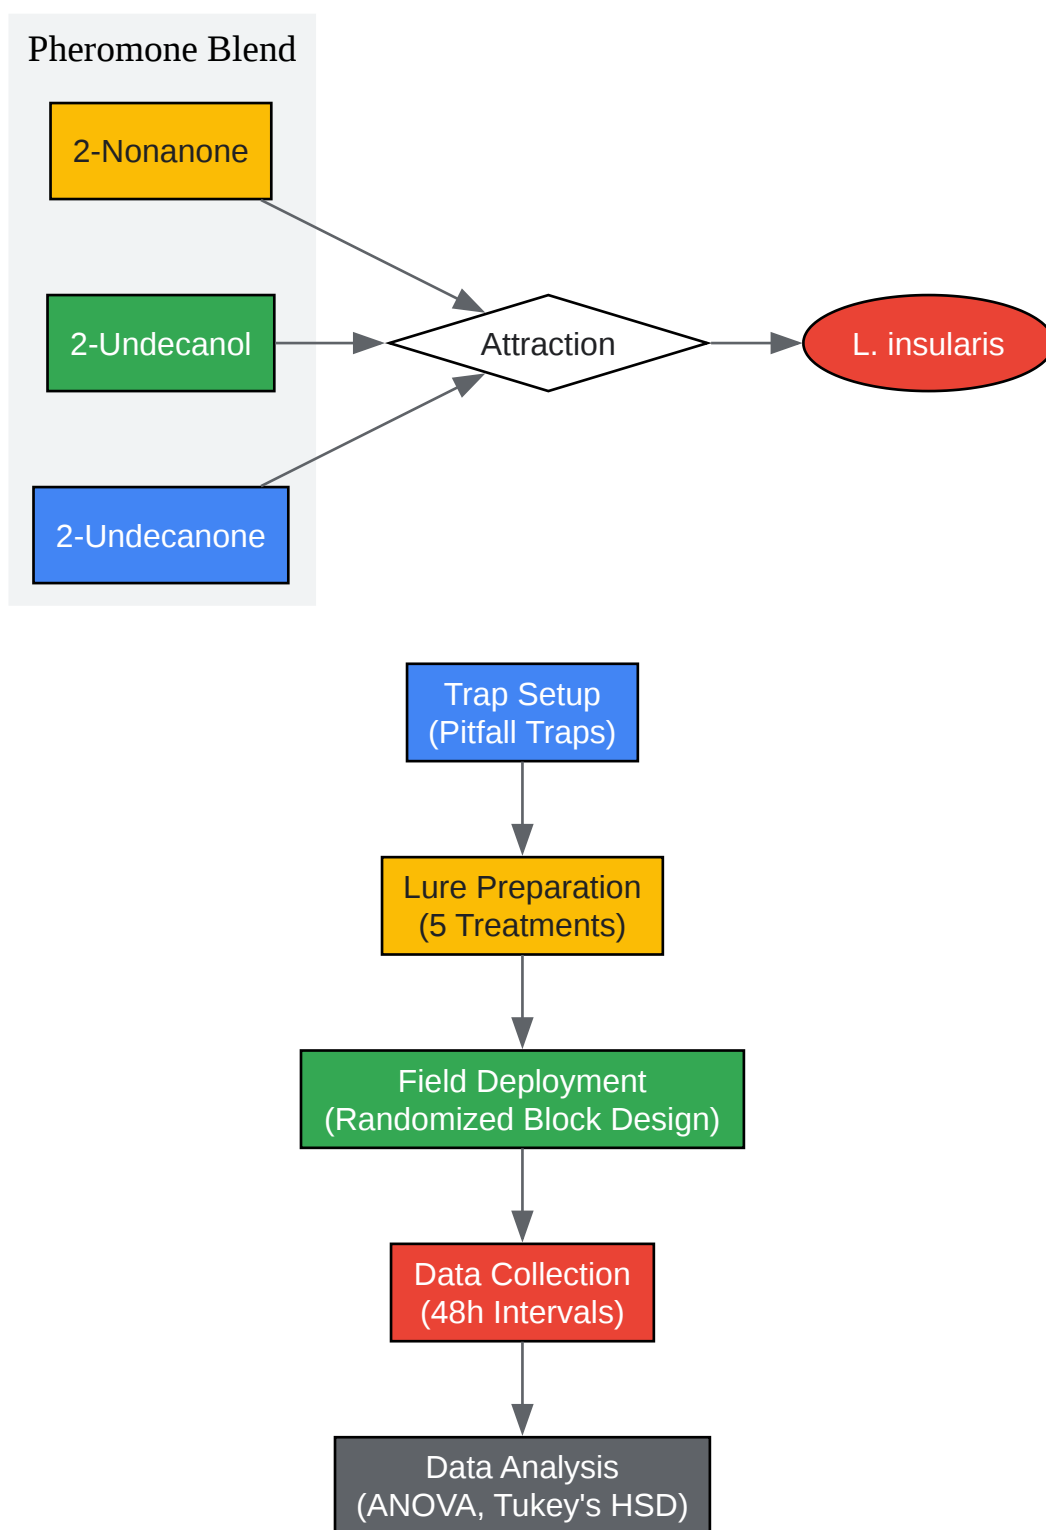 Pheromone Blend
2-Nonanone
2-Undecanol
Attraction
L. insularis
2-Undecanone
Trap Setup
(Pitfall Traps)
Lure Preparation
(5 Treatments)
Field Deployment
(Randomized Block Design)
Data Collection
(48h Intervals)
Data Analysis
(ANOVA, Tukey's HSD)